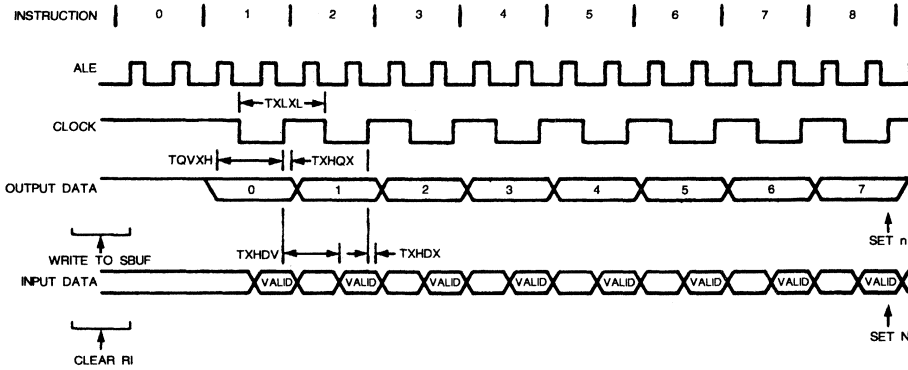 INSTRUCTION 0 1 2 3 4 5 6 7 8
ALE
TXLXL
CLOCK
TQVXH TXHQX
OUTPUT DATA 0 1 2 3 4 5 6 7
WRITE TO SBUF TXHDV TXHDX SET n
INPUT DATA VALID VALID VALID VALID VALID VALID VALID VALID
CLEAR RI SET N